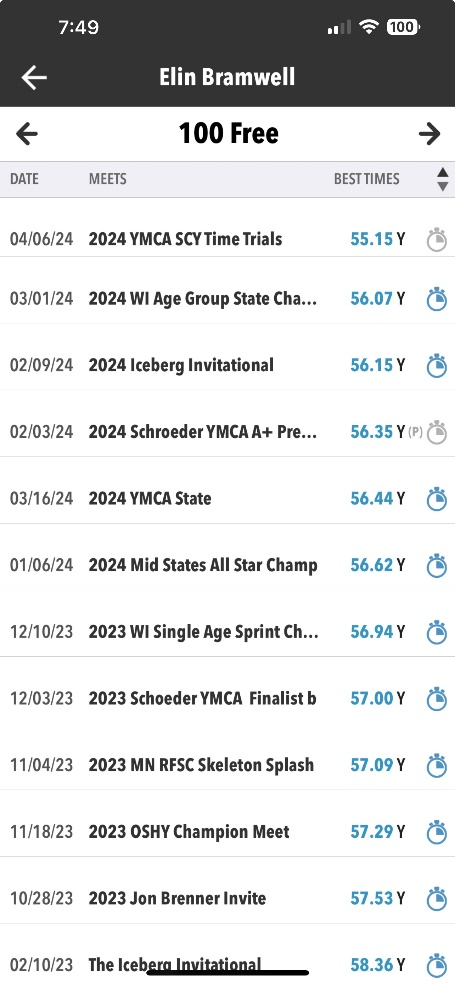 7:49
100
Elin Bramwell
100 Free
DATE MEETS BEST TIMES
04/06/24 2024 YMCA SCY Time Trials 55.15 Y
03/01/24 2024 WI Age Group State Cha... 56.07 Y
02/09/24 2024 Iceberg Invitational 56.15 Y
02/03/24 2024 Schroeder YMCA A+ Pre... 56.35 Y (P)
03/16/24 2024 YMCA State 56.44 Y
01/06/24 2024 Mid States All Star Champ 56.62 Y
12/10/23 2023 WI Single Age Sprint Ch... 56.94 Y
12/03/23 2023 Schoeder YMCA Finalist b 57.00 Y
11/04/23 2023 MN RFSC Skeleton Splash 57.09 Y
11/18/23 2023 OSHY Champion Meet 57.29 Y
10/28/23 2023 Jon Brenner Invite 57.53 Y
02/10/23 The Iceberg Invitational 58.36 Y